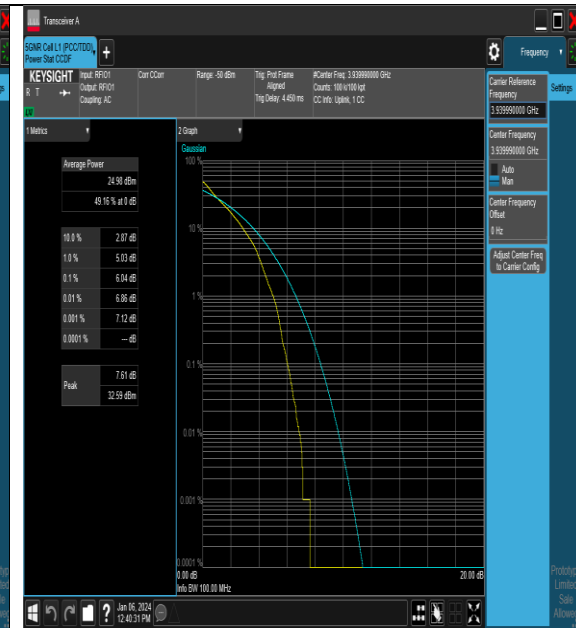 Transceiver A
5GNR Cell L1 (PCC/TDD),
Power Stat CCDF
+
Frequency
KEYSIGHT
R T
LV
Input: RFIO1
Output: RFIO1
Coupling: AC
Corr CCorr
Range: -50 dBm
Trig: Prot Frame
Aligned
Trig Delay: 4.450 ms
#Center Freq: 3.939990000 GHz
Counts: 100 k/100 kpt
CC Info: Uplink, 1 CC
Carrier Reference
Frequency
3.939990000 GHz
Settings
1 Metrics
2 Graph
Center Frequency
3.939990000 GHz
Auto
Man
Center Frequency
Offset
0 Hz
Adjust Center Freq
to Carrier Config
Average Power
24.98 dBm
49.16 % at 0 dB
10.0 % 2.87 dB
1.0 % 5.03 dB
0.1 % 6.04 dB
0.01 % 6.86 dB
0.001 % 7.12 dB
0.0001 % --- dB
Peak
7.61 dB
32.59 dBm
Gaussian
100 %
10 %
1 %
0.1 %
0.01 %
0.001 %
0.0001 %
0.00 dB
20.00 dB
Info BW 100.00 MHz
Jan 06, 2024
12:40:31 PM
?